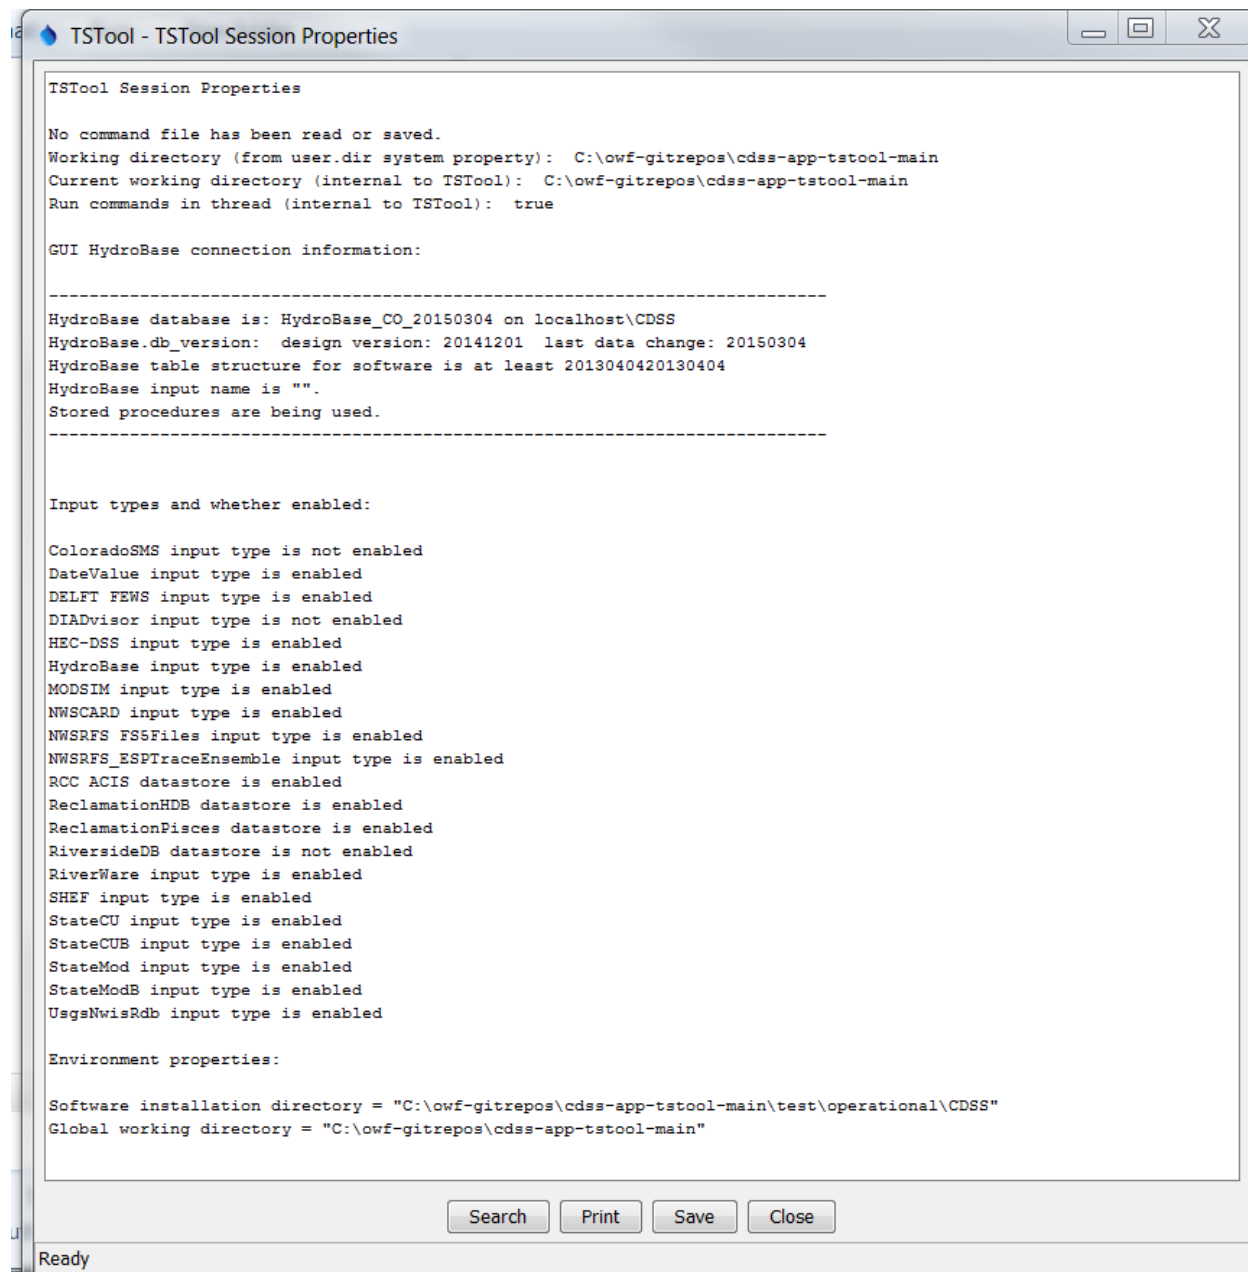 TSTool - TSTool Session Properties
TSTool Session Properties
No command file has been read or saved.
Working directory (from user.dir system property):  C:\owf-gitrepos\cdss-app-tstool-main
Current working directory (internal to TSTool):  C:\owf-gitrepos\cdss-app-tstool-main
Run commands in thread (internal to TSTool):  true
GUI HydroBase connection information:
------------------------------------------------------------------------------
HydroBase database is: HydroBase_CO_20150304 on localhost\CDSS
HydroBase.db_version:  design version: 20141201  last data change: 20150304
HydroBase table structure for software is at least 2013040420130404
HydroBase input name is "".
Stored procedures are being used.
------------------------------------------------------------------------------
Input types and whether enabled:
ColoradoSMS input type is not enabled
DateValue input type is enabled
DELFT FEWS input type is enabled
DIADvisor input type is not enabled
HEC-DSS input type is enabled
HydroBase input type is enabled
MODSIM input type is enabled
NWSCARD input type is enabled
NWSRFS FS5Files input type is enabled
NWSRFS_ESPTraceEnsemble input type is enabled
RCC ACIS datastore is enabled
ReclamationHDB datastore is enabled
ReclamationPisces datastore is enabled
RiversideDB datastore is not enabled
RiverWare input type is enabled
SHEF input type is enabled
StateCU input type is enabled
StateCUB input type is enabled
StateMod input type is enabled
StateModB input type is enabled
UsgsNwisRdb input type is enabled
Environment properties:
Software installation directory = "C:\owf-gitrepos\cdss-app-tstool-main\test\operational\CDSS"
Global working directory = "C:\owf-gitrepos\cdss-app-tstool-main"
Search Print Save Close
Ready